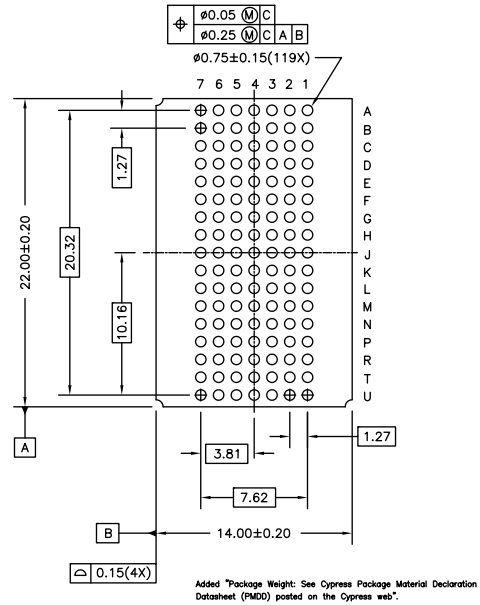 ⌖ ø0.05 Ⓜ C
ø0.25 Ⓜ C A B
ø0.75±0.15(119X)
7 6 5 4 3 2 1
A
B
C
D
E
F
G
H
J
K
L
M
N
P
R
T
U
1.27
22.00±0.20
20.32
10.16
1.27
A
3.81
7.62
B
14.00±0.20
⌓ 0.15(4X)
Added "Package Weight: See Cypress Package Material Declaration
Datasheet (PMDD) posted on the Cypress web".